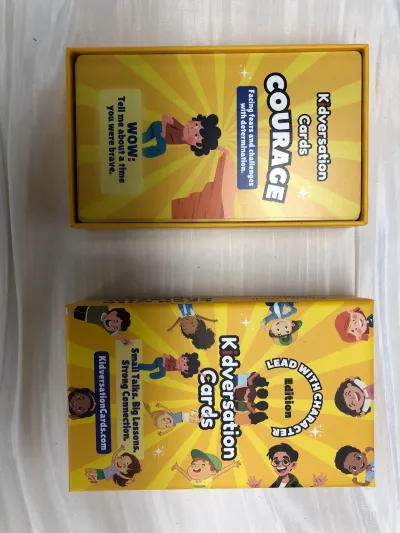 Kidversation
Cards
COURAGE
Facing fears and challenges
with determination.
WOW:
Tell me about a time
you were brave.
LEAD WITH CHARACTER
Edition
Kidversation
Cards
Small Talks. Big Lessons.
Strong Connection.
KidversationCards.com